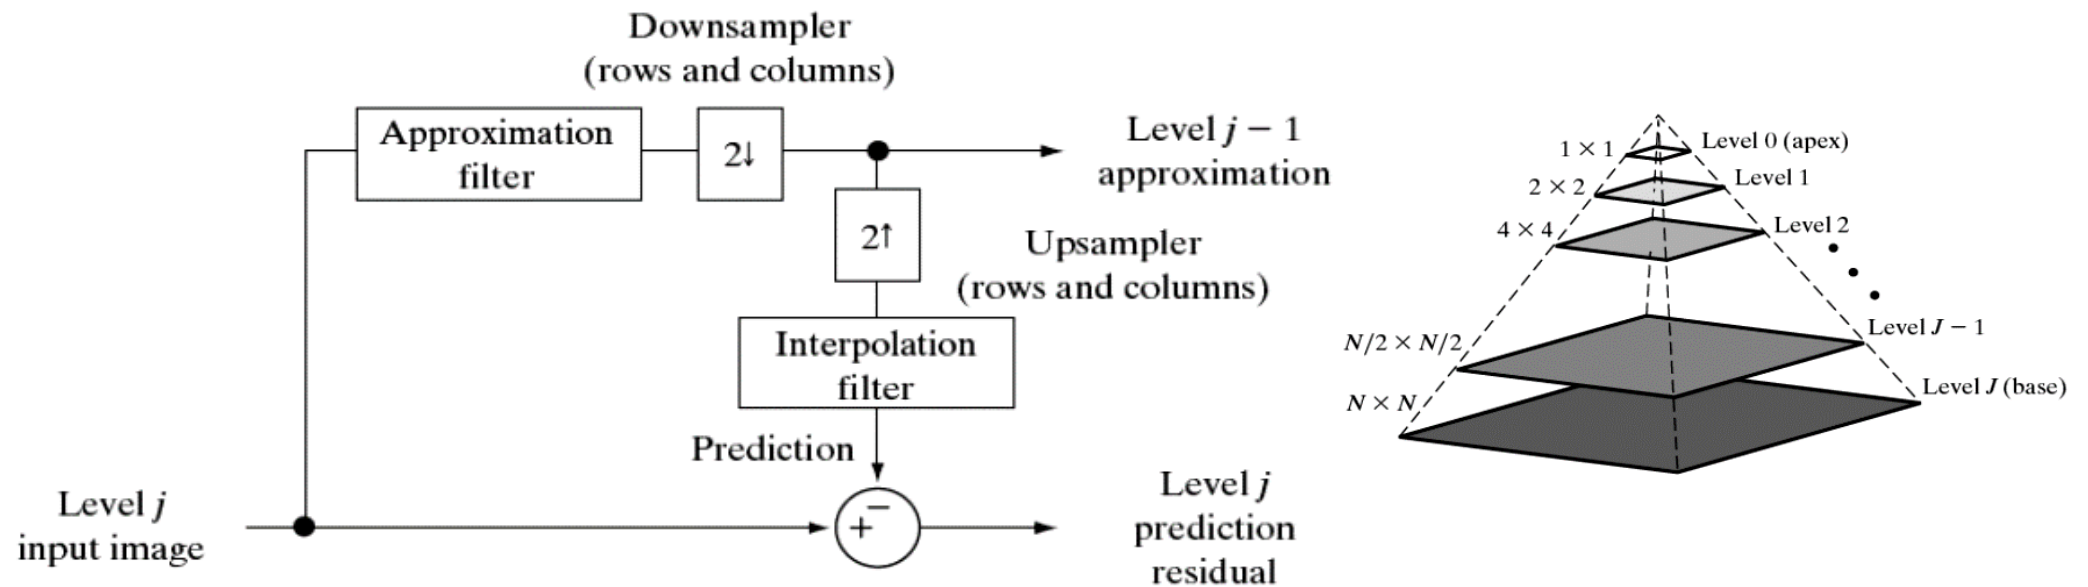 Downsampler
(rows and columns)
Approximation
filter
2↓
Level j − 1
approximation
2↑
Upsampler
(rows and columns)
Interpolation
filter
Prediction
Level j
input image
+
−
Level j
prediction
residual
1 × 1
Level 0 (apex)
2 × 2
Level 1
4 × 4
Level 2
N/2 × N/2
Level J − 1
N × N
Level J (base)